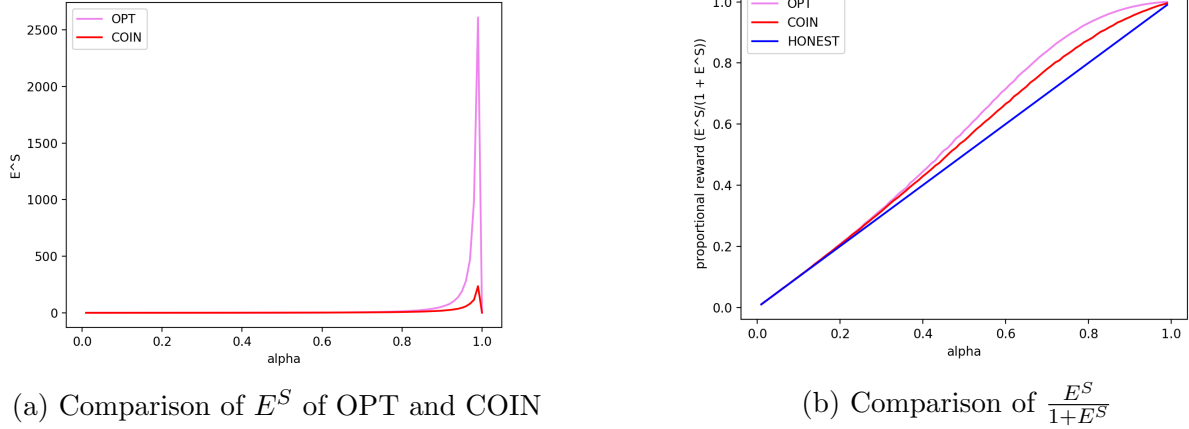 OPT
COIN
2500
2000
1500
1000
500
0
E^S
0.0 0.2 0.4 0.6 0.8 1.0
alpha
(a) Comparison of $E^S$ of OPT and COIN
OPT
COIN
HONEST
1.0
0.8
0.6
0.4
0.2
0.0
proportional reward (E^S/(1 + E^S))
0.0 0.2 0.4 0.6 0.8 1.0
alpha
(b) Comparison of $\frac{E^S}{1+E^S}$